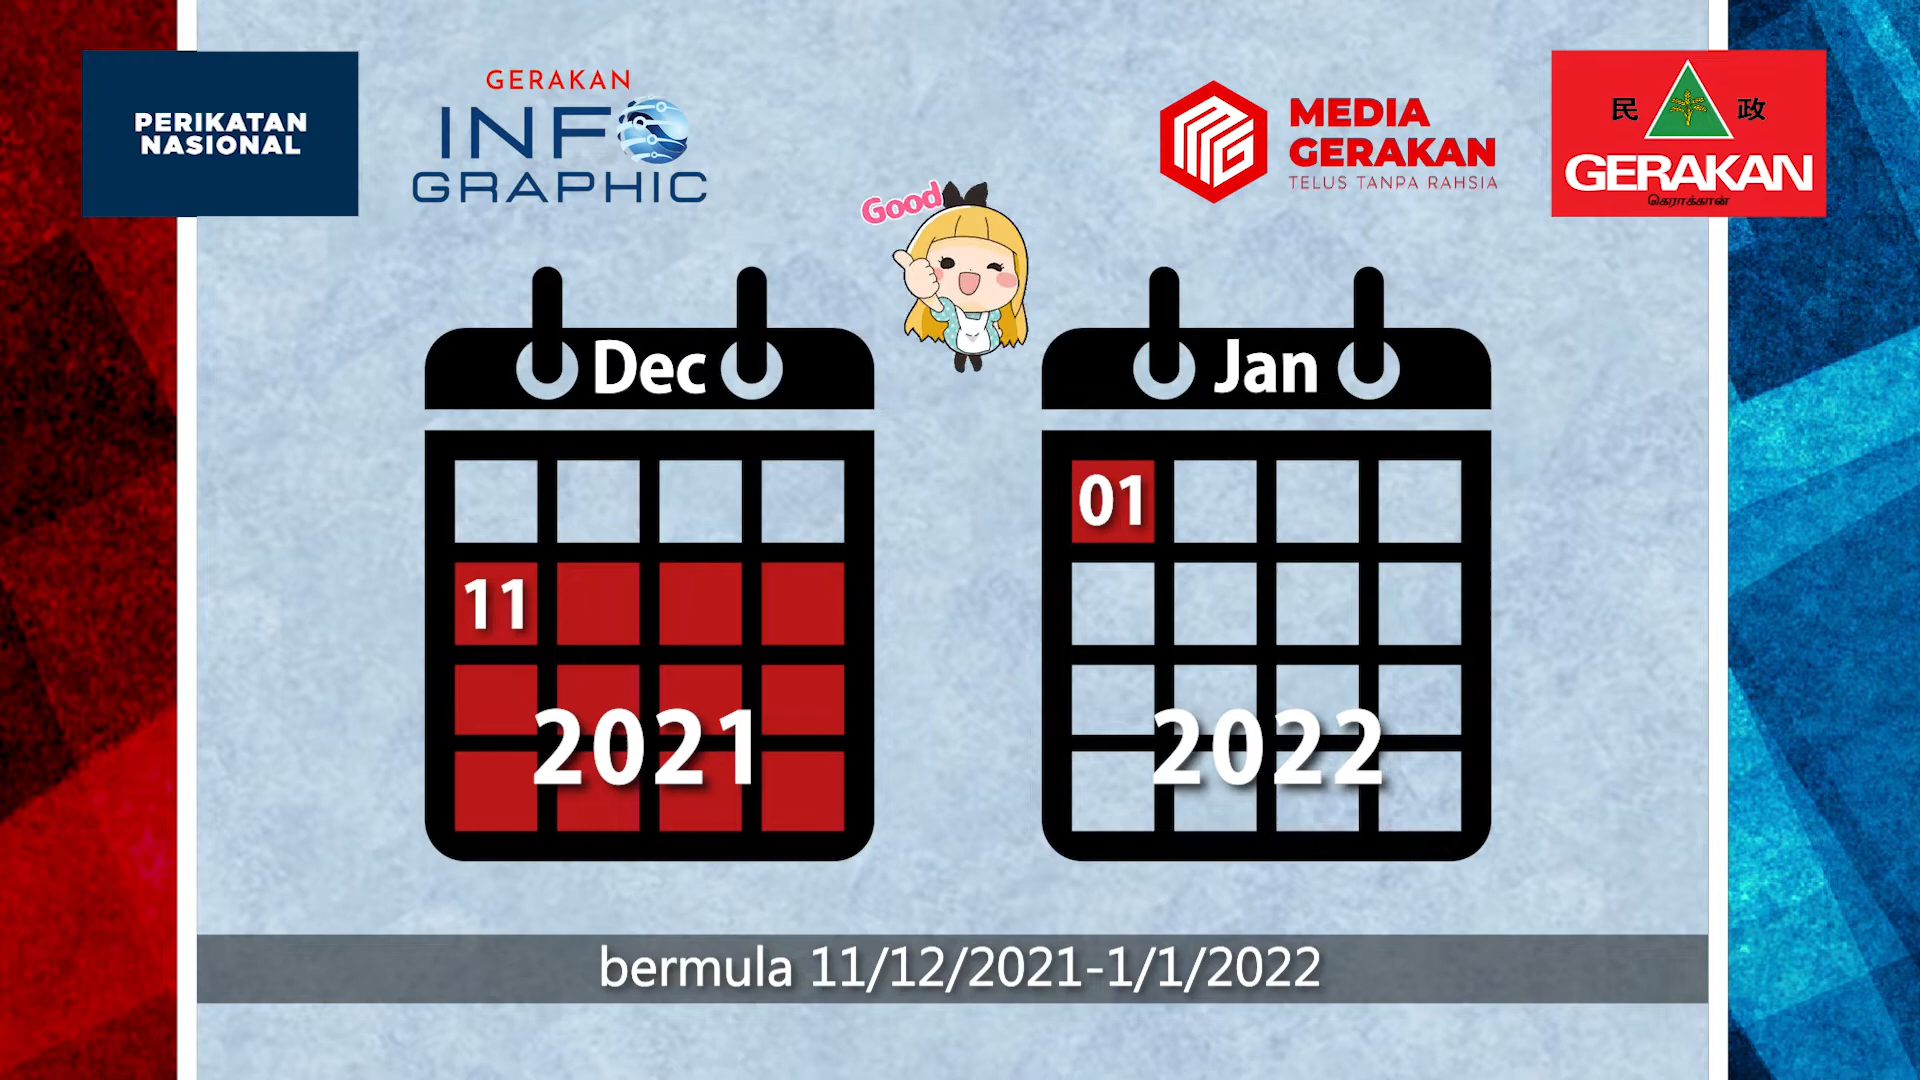 PERIKATAN
NASIONAL
GERAKAN
INFO
GRAPHIC
MEDIA
GERAKAN
TELUS TANPA RAHSIA
民 政
GERAKAN
கெராக்கான்
Good
Dec
11
2021
Jan
01
2022
bermula 11/12/2021-1/1/2022